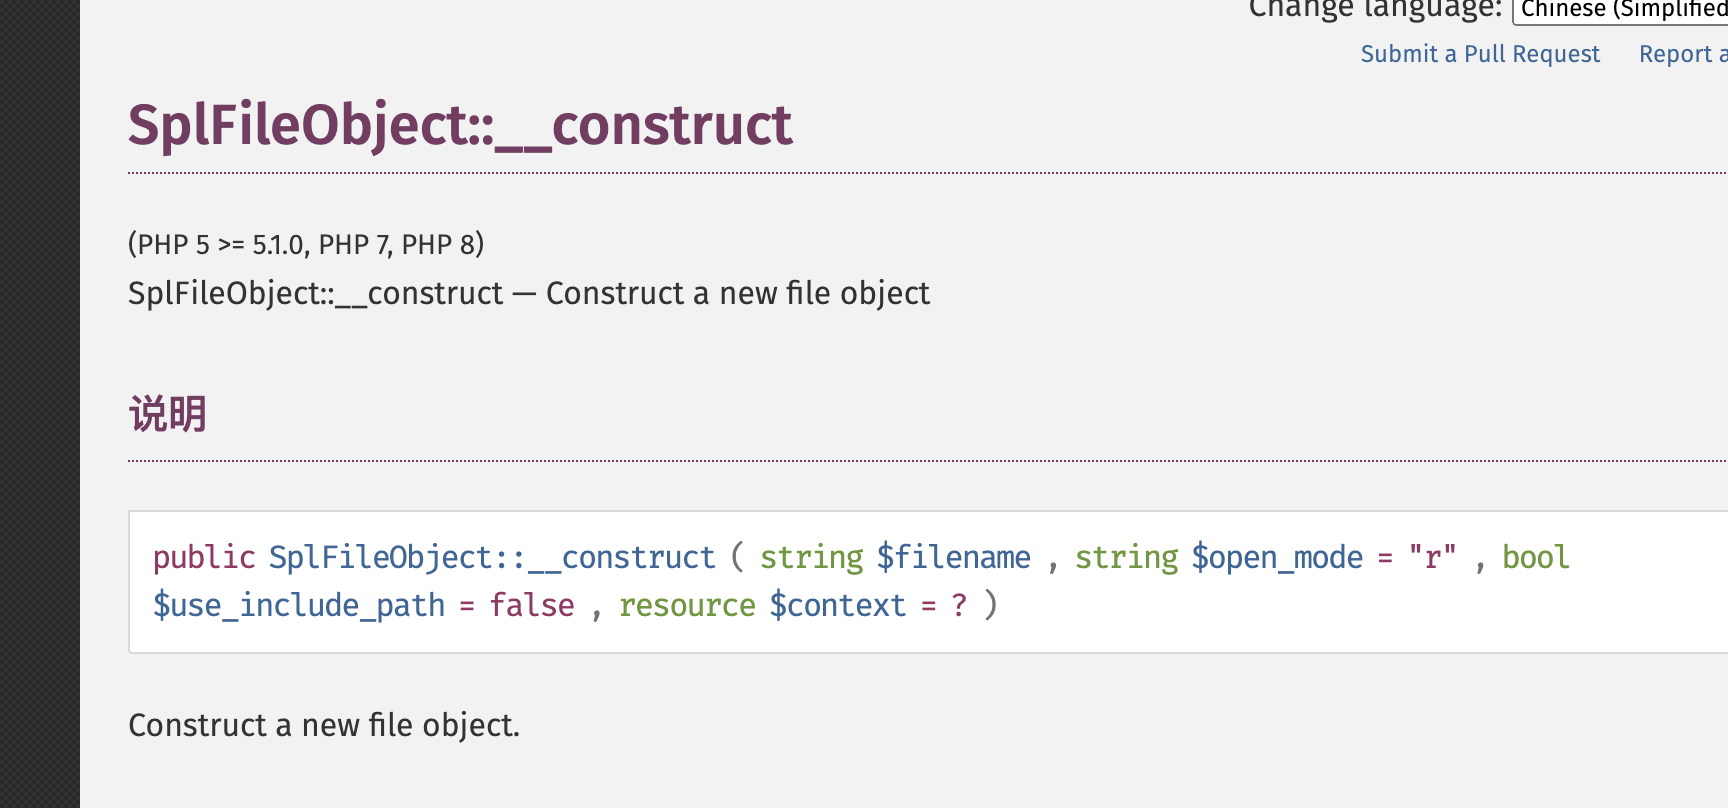 Change language: Chinese (Simplified
Submit a Pull Request Report a
SplFileObject::__construct
(PHP 5 >= 5.1.0, PHP 7, PHP 8)
SplFileObject::__construct — Construct a new file object
说明
public SplFileObject::__construct ( string $filename , string $open_mode = "r" , bool
$use_include_path = false , resource $context = ? )
Construct a new file object.